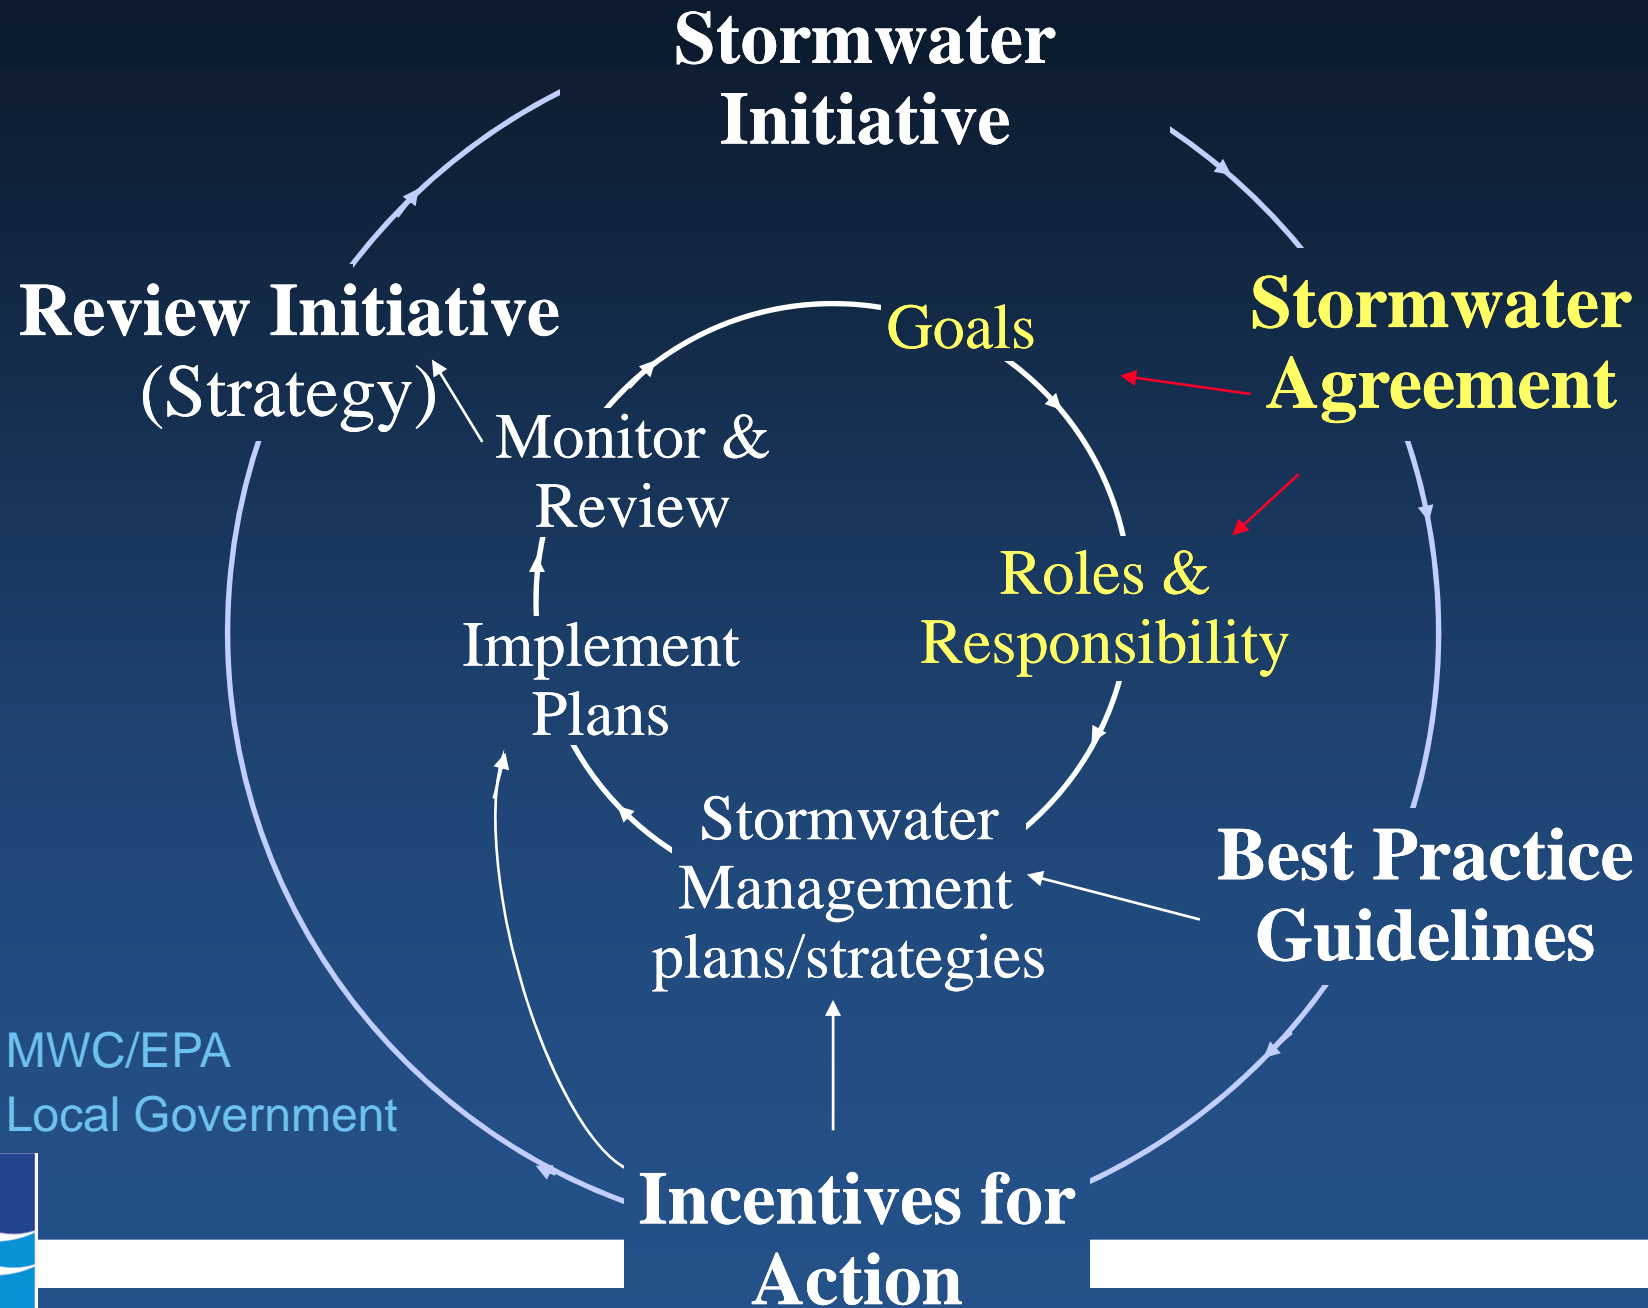 Stormwater
Initiative
Review Initiative
(Strategy)
Goals
Stormwater
Agreement
Monitor &
Review
Roles &
Responsibility
Implement
Plans
Stormwater
Management
plans/strategies
Best Practice
Guidelines
MWC/EPA
Local Government
Incentives for
Action